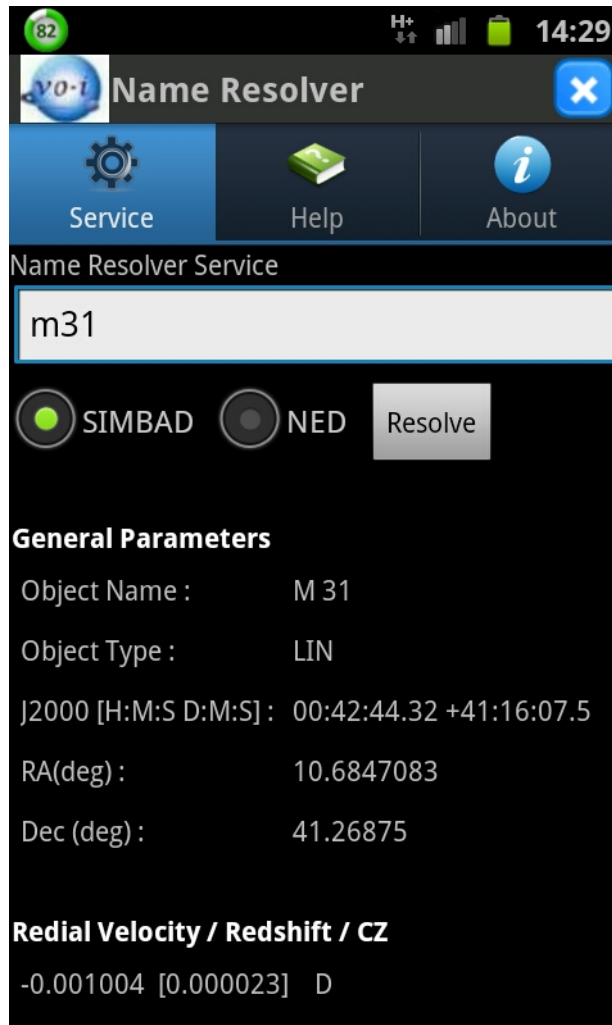 82 H+ 14:29
vo-i Name Resolver
Service Help About
Name Resolver Service
m31
SIMBAD NED Resolve
General Parameters
Object Name : M 31
Object Type : LIN
J2000 [H:M:S D:M:S] : 00:42:44.32 +41:16:07.5
RA(deg) : 10.6847083
Dec (deg) : 41.26875
Redial Velocity / Redshift / CZ
-0.001004 [0.000023] D